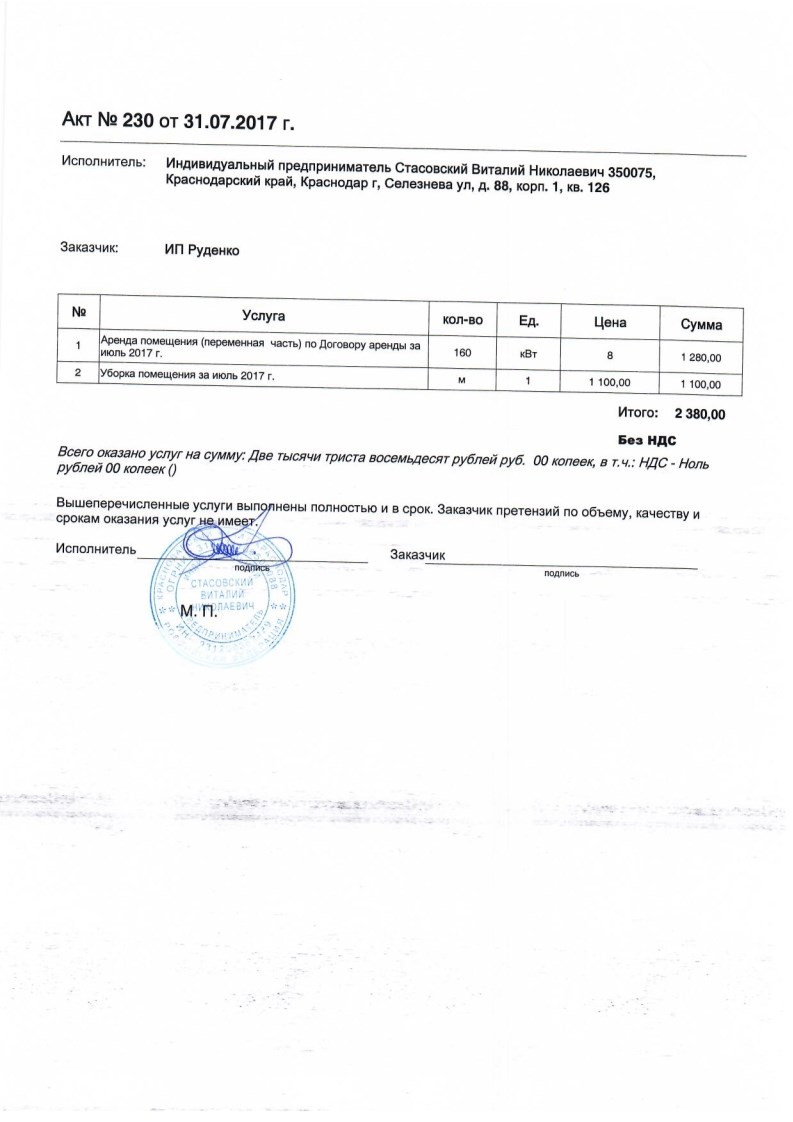 Акт № 230 от 31.07.2017 г.
Исполнитель: Индивидуальный предприниматель Стасовский Виталий Николаевич 350075,
Краснодарский край, Краснодар г, Селезнева ул, д. 88, корп. 1, кв. 126
Заказчик: ИП Руденко
№ Услуга кол-во Ед. Цена Сумма
1 Аренда помещения (переменная часть) по Договору аренды за
июль 2017 г. 160 кВт 8 1 280,00
2 Уборка помещения за июль 2017 г. м 1 1 100,00 1 100,00
Итого: 2 380,00
Без НДС
Всего оказано услуг на сумму: Две тысячи триста восемьдесят рублей руб. 00 копеек, в т.ч.: НДС - Ноль
рублей 00 копеек ()
Вышеперечисленные услуги выполнены полностью и в срок. Заказчик претензий по объему, качеству и
срокам оказания услуг не имеет.
Исполнитель Заказчик
подпись подпись
СТАСОВСКИЙ
ВИТАЛИЙ
НИКОЛАЕВИЧ
М. П.
ПРЕДПРИНИМАТЕЛЬ